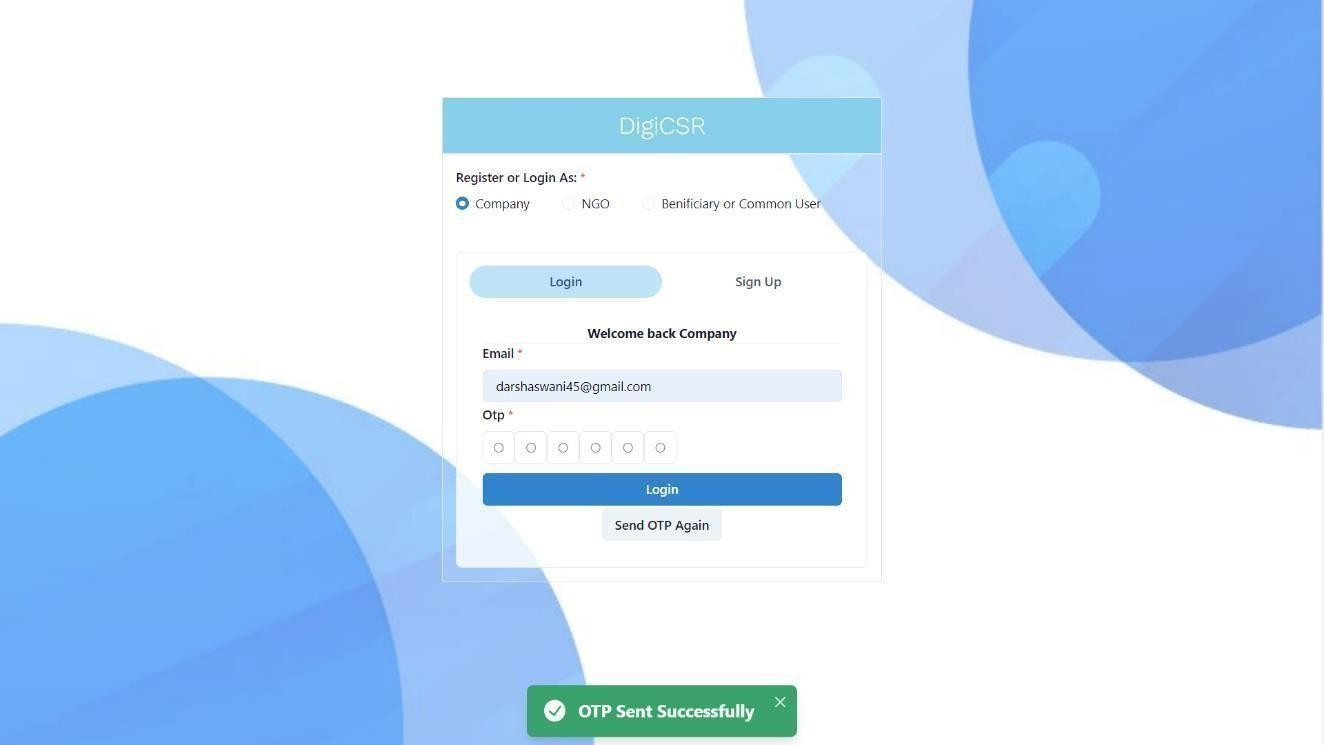 DigiCSR
Register or Login As: *
Company NGO Benificiary or Common User
Login Sign Up
Welcome back Company
Email *
darshaswani45@gmail.com
Otp *
Login
Send OTP Again
OTP Sent Successfully